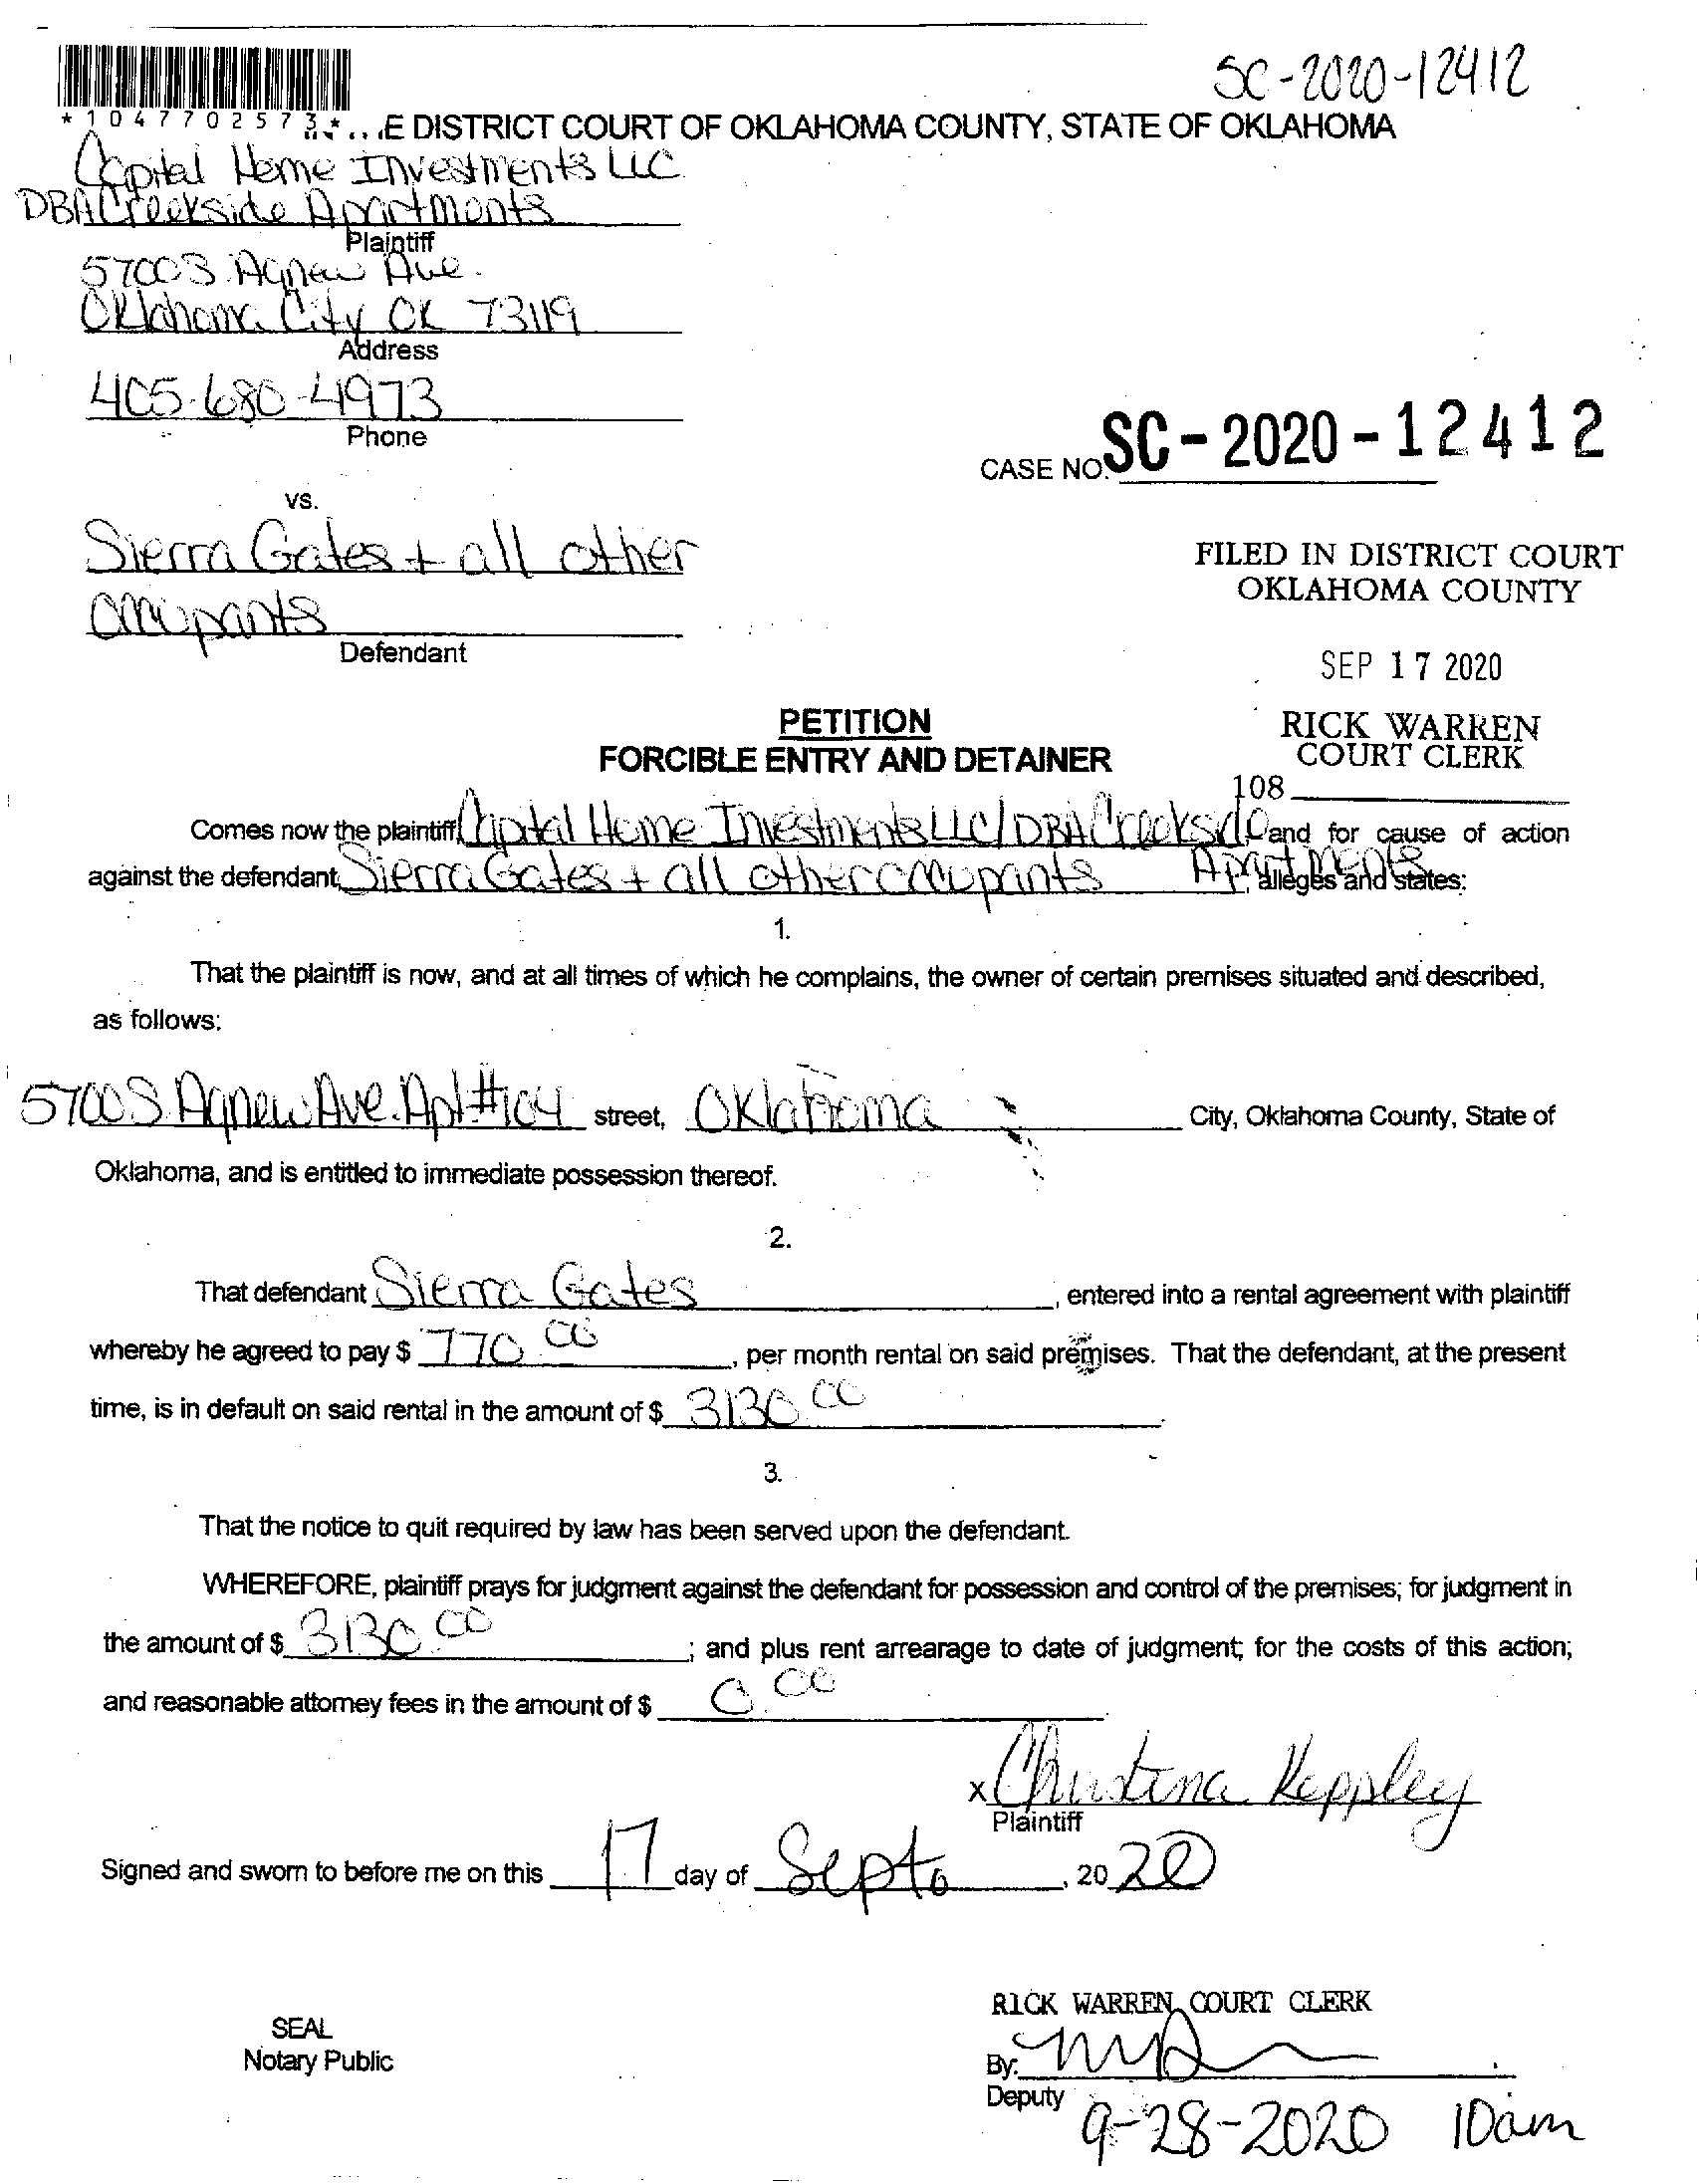 SC-2020-12412
*1047702573*
E DISTRICT COURT OF OKLAHOMA COUNTY, STATE OF OKLAHOMA
Capital Home Investments LLC
DBA Creekside Apartments
Plaintiff
5700 S. Agnew Ave.
Oklahoma City OK 73119
Address
405-680-4973
Phone
CASE NO. SC-2020-12412
vs.
Sierra Gates + all other
occupants
Defendant
FILED IN DISTRICT COURT
OKLAHOMA COUNTY
SEP 17 2020
RICK WARREN
COURT CLERK
108
PETITION
FORCIBLE ENTRY AND DETAINER
Comes now the plaintiff Capital Home Investments LLC/DBA Creekside and for cause of action
Apartments
against the defendant Sierra Gates + all other occupants, alleges and states:
1.
That the plaintiff is now, and at all times of which he complains, the owner of certain premises situated and described,
as follows:
5700 S Agnew Ave. Apt #104 street, Oklahoma City, Oklahoma County, State of
Oklahoma, and is entitled to immediate possession thereof.
2.
That defendant Sierra Gates, entered into a rental agreement with plaintiff
whereby he agreed to pay $ 770.00, per month rental on said premises. That the defendant, at the present
time, is in default on said rental in the amount of $ 3130.00.
3.
That the notice to quit required by law has been served upon the defendant.
WHEREFORE, plaintiff prays for judgment against the defendant for possession and control of the premises; for judgment in
the amount of $ 3130.00; and plus rent arrearage to date of judgment; for the costs of this action;
and reasonable attorney fees in the amount of $ 0.00.
x Christina Keppley
Plaintiff
Signed and sworn to before me on this 17 day of Sept, 2020
SEAL
Notary Public
RICK WARREN, COURT CLERK
By:
Deputy
9-28-2020 10am